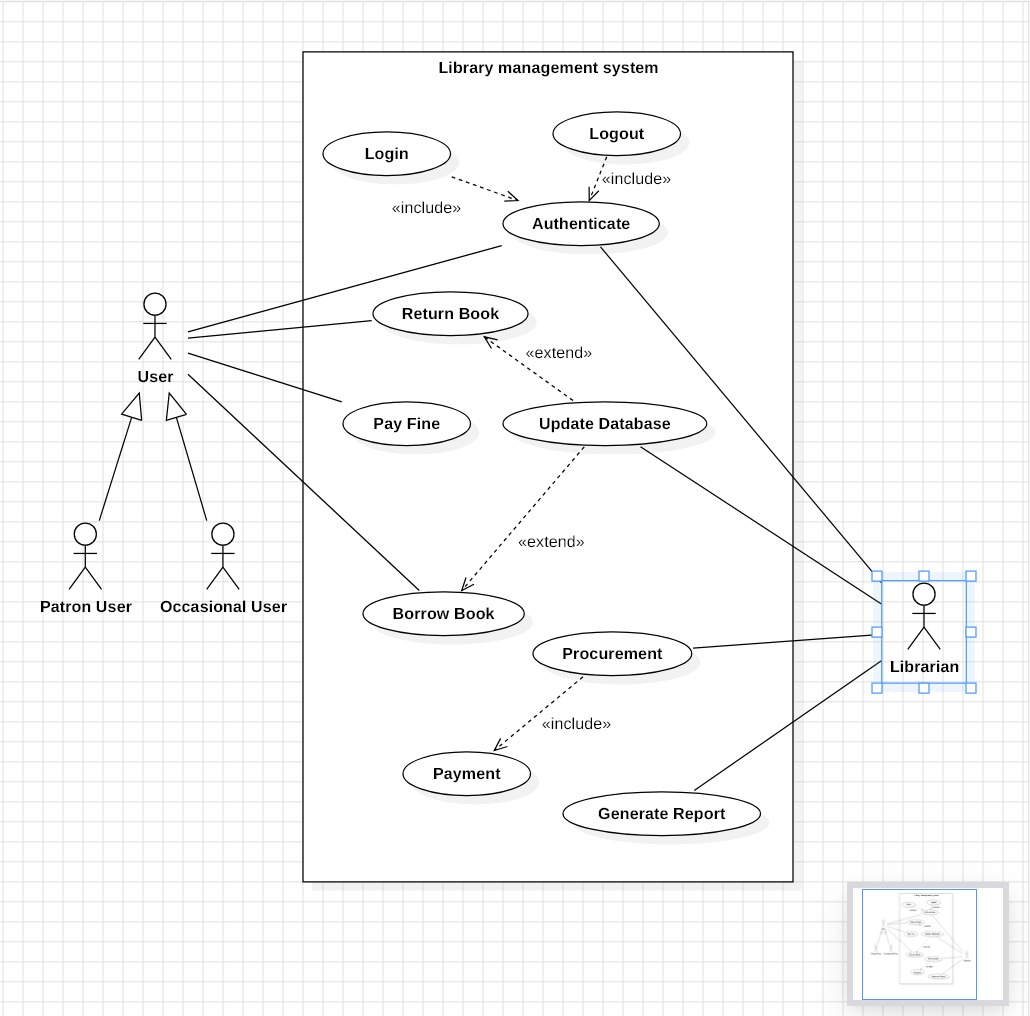 Library management system
Logout
Login
«include»
«include»
Authenticate
Return Book
«extend»
User
Pay Fine
Update Database
«extend»
Patron User
Occasional User
Borrow Book
Procurement
Librarian
«include»
Payment
Generate Report